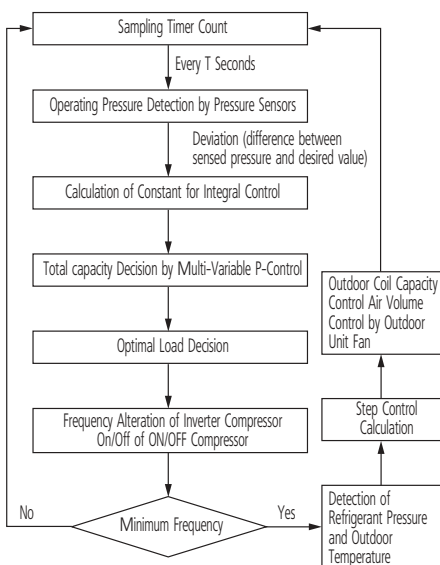 Sampling Timer Count
Every T Seconds
Operating Pressure Detection by Pressure Sensors
Deviation (difference between
sensed pressure and desired value)
Calculation of Constant for Integral Control
Total capacity Decision by Multi-Variable P-Control
Optimal Load Decision
Frequency Alteration of Inverter Compressor
On/Off of ON/OFF Compressor
No
Minimum Frequency
Yes
Detection of
Refrigerant Pressure
and Outdoor
Temperature
Step Control
Calculation
Outdoor Coil Capacity
Control Air Volume
Control by Outdoor
Unit Fan